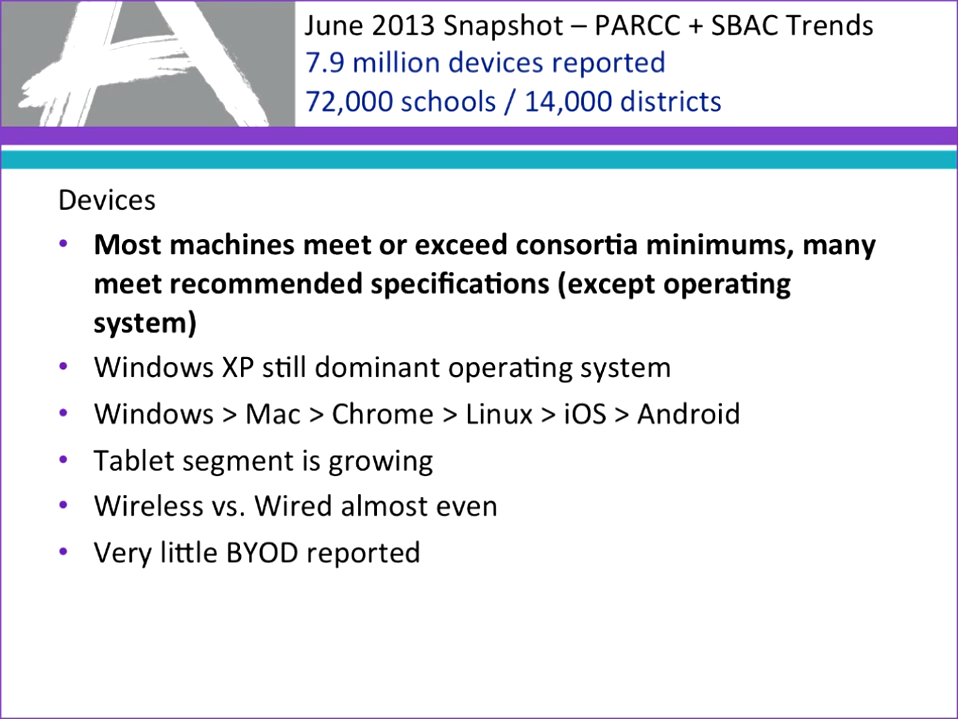 June 2013 Snapshot – PARCC + SBAC Trends
7.9 million devices reported
72,000 schools / 14,000 districts
Devices
• Most machines meet or exceed consortia minimums, many
meet recommended specifications (except operating
system)
• Windows XP still dominant operating system
• Windows > Mac > Chrome > Linux > iOS > Android
• Tablet segment is growing
• Wireless vs. Wired almost even
• Very little BYOD reported